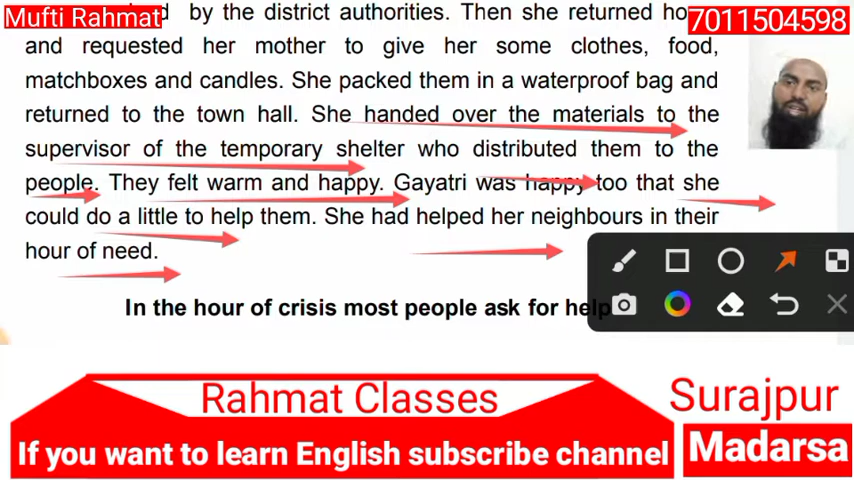 Mufti Rahmat
7011504598
by the district authorities. Then she returned
and requested her mother to give her some clothes, food,
matchboxes and candles. She packed them in a waterproof bag and
returned to the town hall. She handed over the materials to the
supervisor of the temporary shelter who distributed them to the
people. They felt warm and happy. Gayatri was happy too that she
could do a little to help them. She had helped her neighbours in their
hour of need.
In the hour of crisis most people ask for help
Rahmat Classes
Surajpur
If you want to learn English subscribe channel
Madarsa